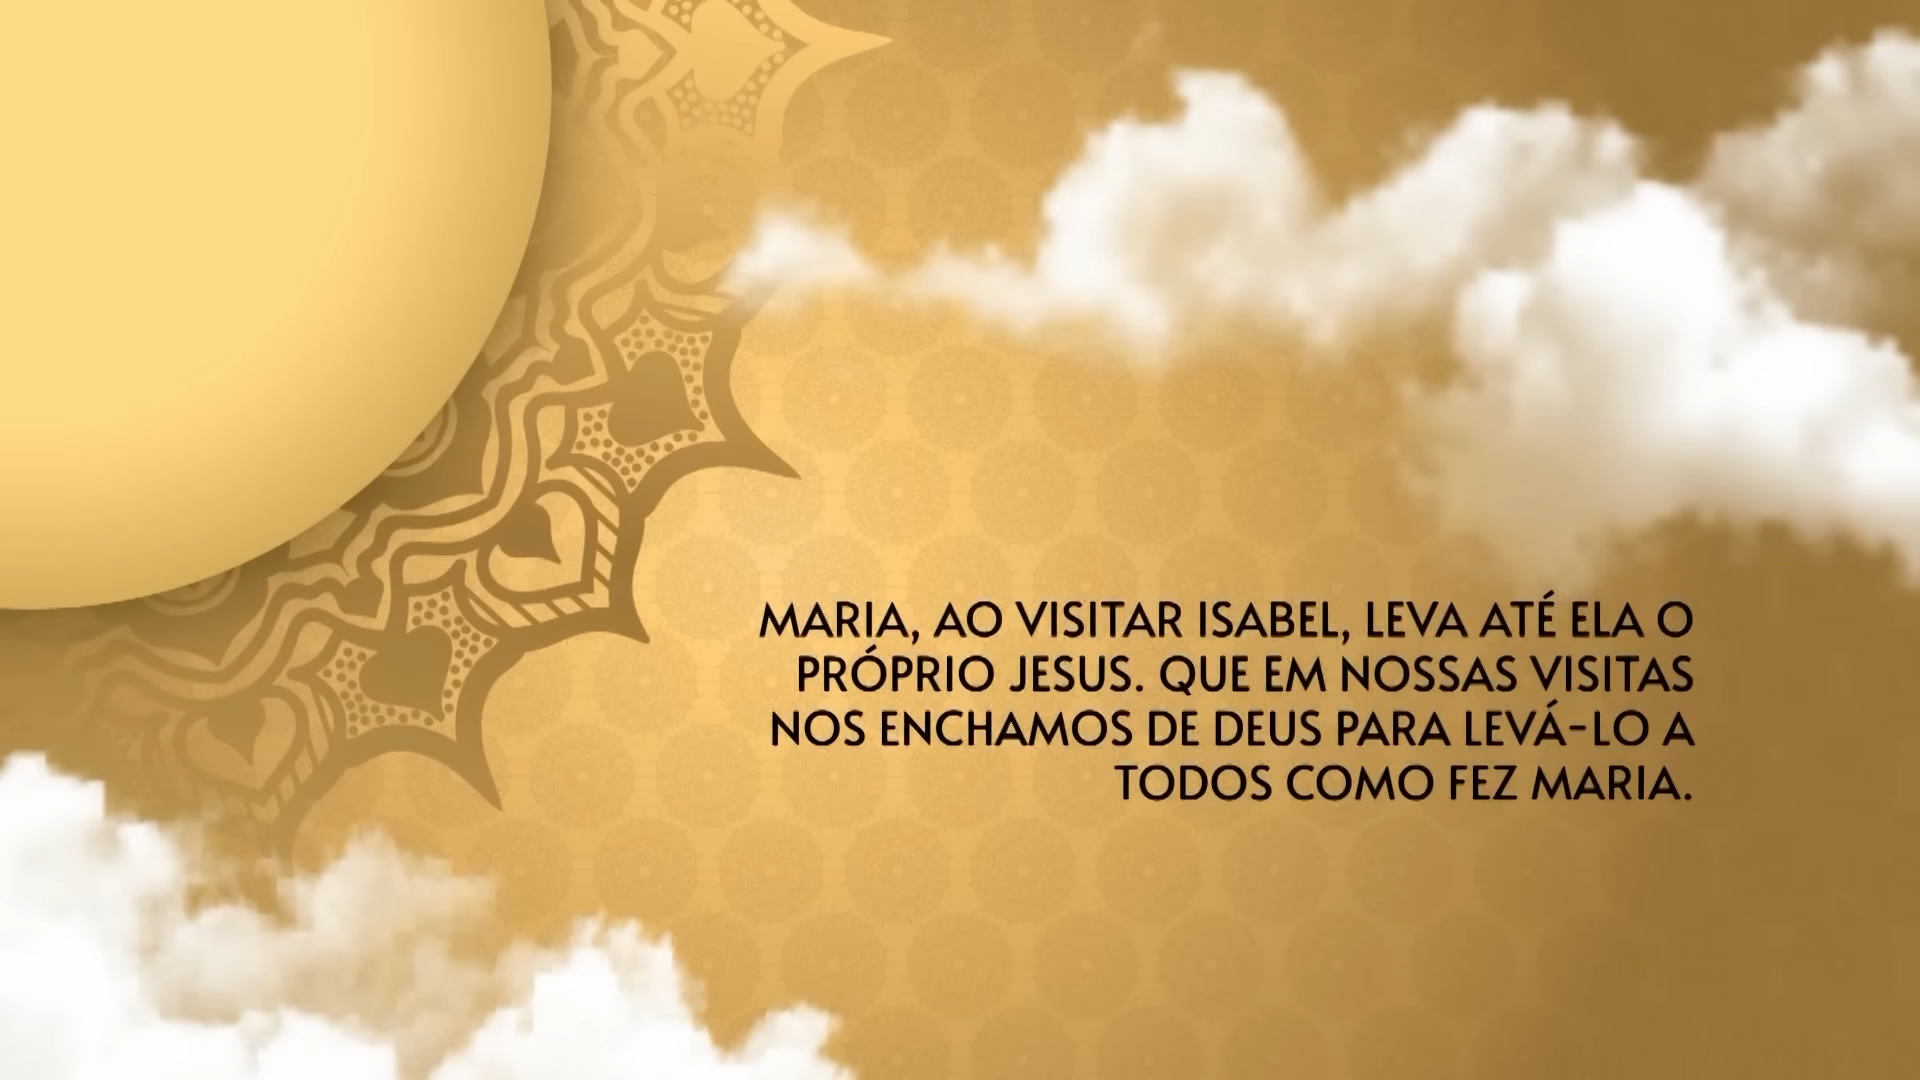 MARIA, AO VISITAR ISABEL, LEVA ATÉ ELA O
PRÓPRIO JESUS. QUE EM NOSSAS VISITAS
NOS ENCHAMOS DE DEUS PARA LEVÁ-LO A
TODOS COMO FEZ MARIA.